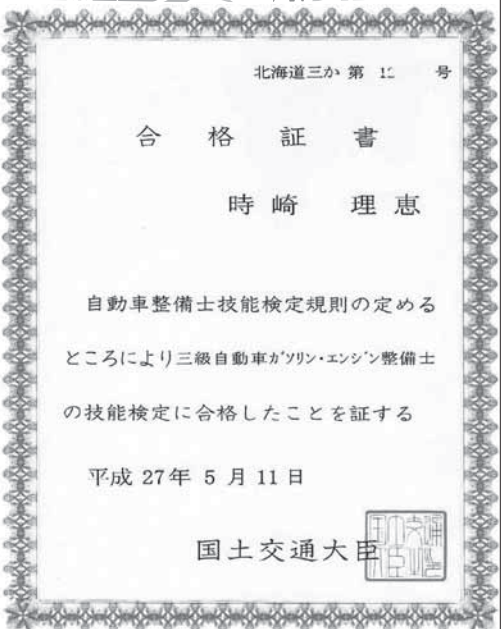 北海道三か 第 号
合格証書
時崎 理恵
自動車整備士技能検定規則の定める
ところにより三級自動車ガソリン・エンジン整備士
の技能検定に合格したことを証する
平成 27年 5月 11日
国土交通大臣